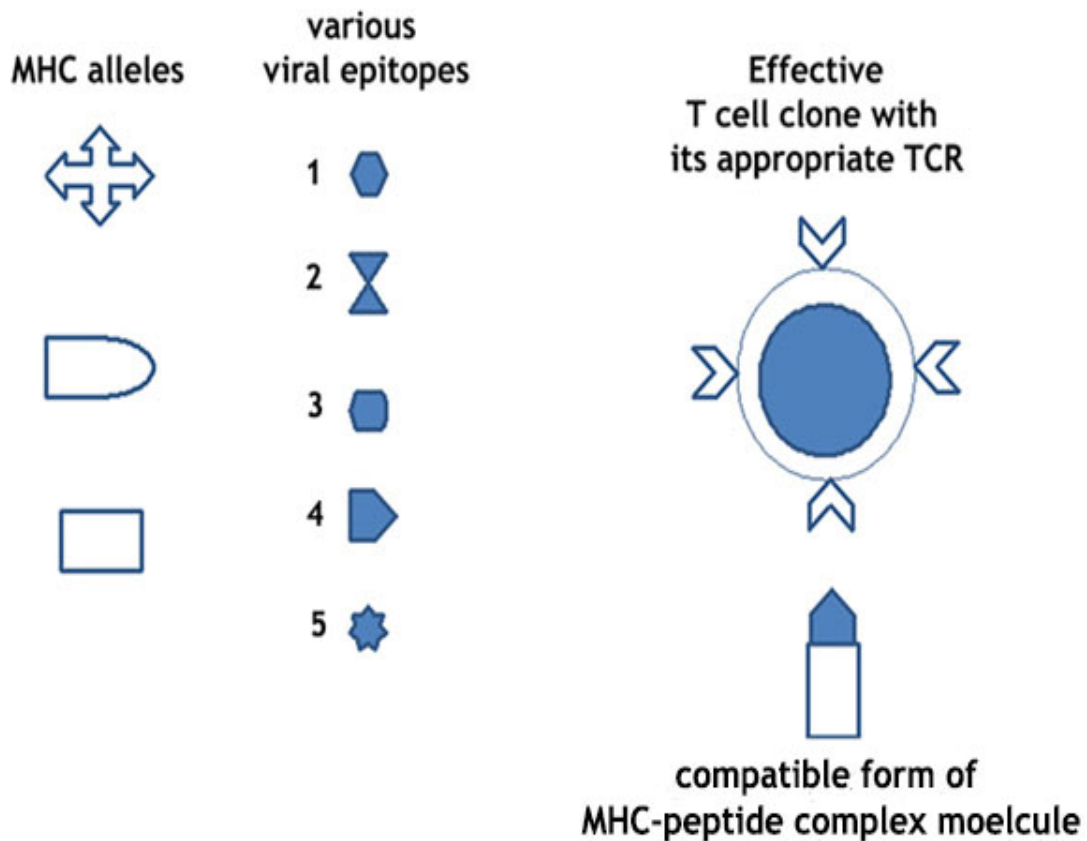 MHC alleles
various
viral epitopes
1
2
3
4
5
Effective
T cell clone with
its appropriate TCR
compatible form of
MHC-peptide complex moelcule